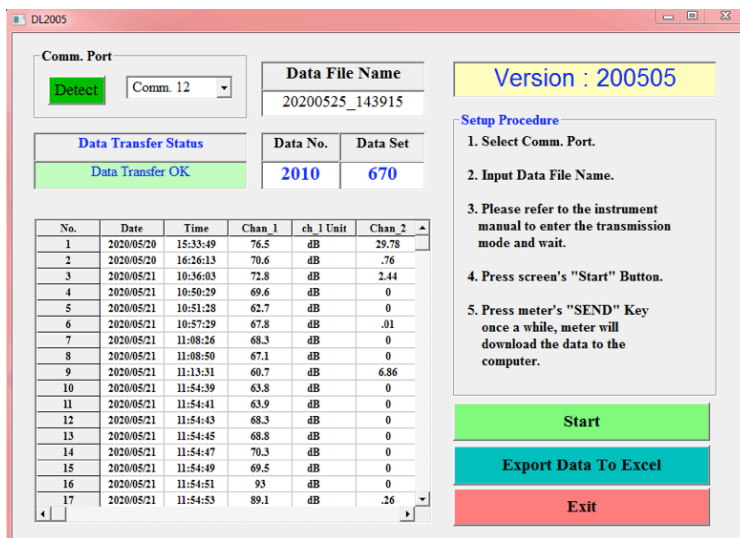 DL2005
Comm. Port
Detect
Comm. 12
Data File Name
20200525_143915
Version : 200505
Data Transfer Status
Data Transfer OK
Data No. Data Set
2010 670
Setup Procedure
1. Select Comm. Port.
2. Input Data File Name.
3. Please refer to the instrument
manual to enter the transmission
mode and wait.
4. Press screen's "Start" Button.
5. Press meter's "SEND" Key
once a while, meter will
download the data to the
computer.
No. Date Time Chan_1 ch_1 Unit Chan_2
1 2020/05/20 15:33:49 76.5 dB 29.78
2 2020/05/20 16:26:13 70.6 dB .76
3 2020/05/21 10:36:03 72.8 dB 2.44
4 2020/05/21 10:50:29 69.6 dB 0
5 2020/05/21 10:51:28 62.7 dB 0
6 2020/05/21 10:57:29 67.8 dB .01
7 2020/05/21 11:08:26 68.3 dB 0
8 2020/05/21 11:08:50 67.1 dB 0
9 2020/05/21 11:13:31 60.7 dB 6.86
10 2020/05/21 11:54:39 63.8 dB 0
11 2020/05/21 11:54:41 63.9 dB 0
12 2020/05/21 11:54:43 68.3 dB 0
13 2020/05/21 11:54:45 68.8 dB 0
14 2020/05/21 11:54:47 70.3 dB 0
15 2020/05/21 11:54:49 69.5 dB 0
16 2020/05/21 11:54:51 93 dB 0
17 2020/05/21 11:54:53 89.1 dB .26
Start
Export Data To Excel
Exit